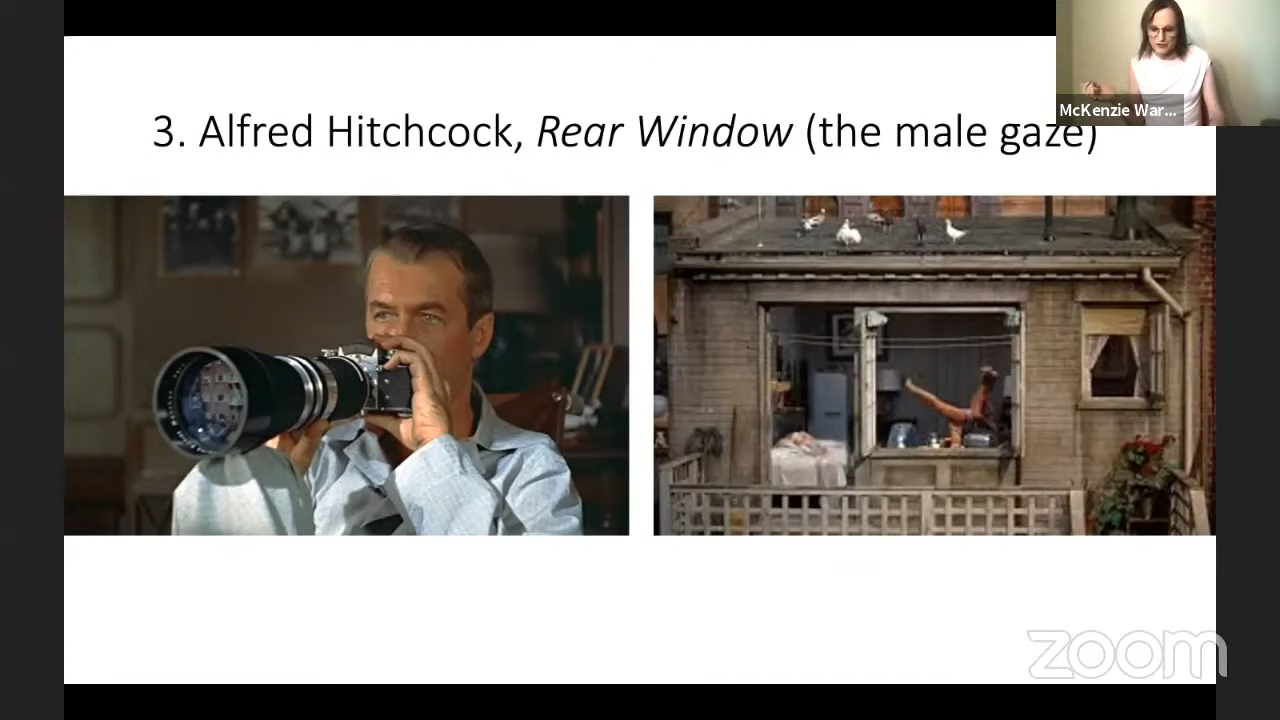 McKenzie War...
3. Alfred Hitchcock, Rear Window (the male gaze)
zoom